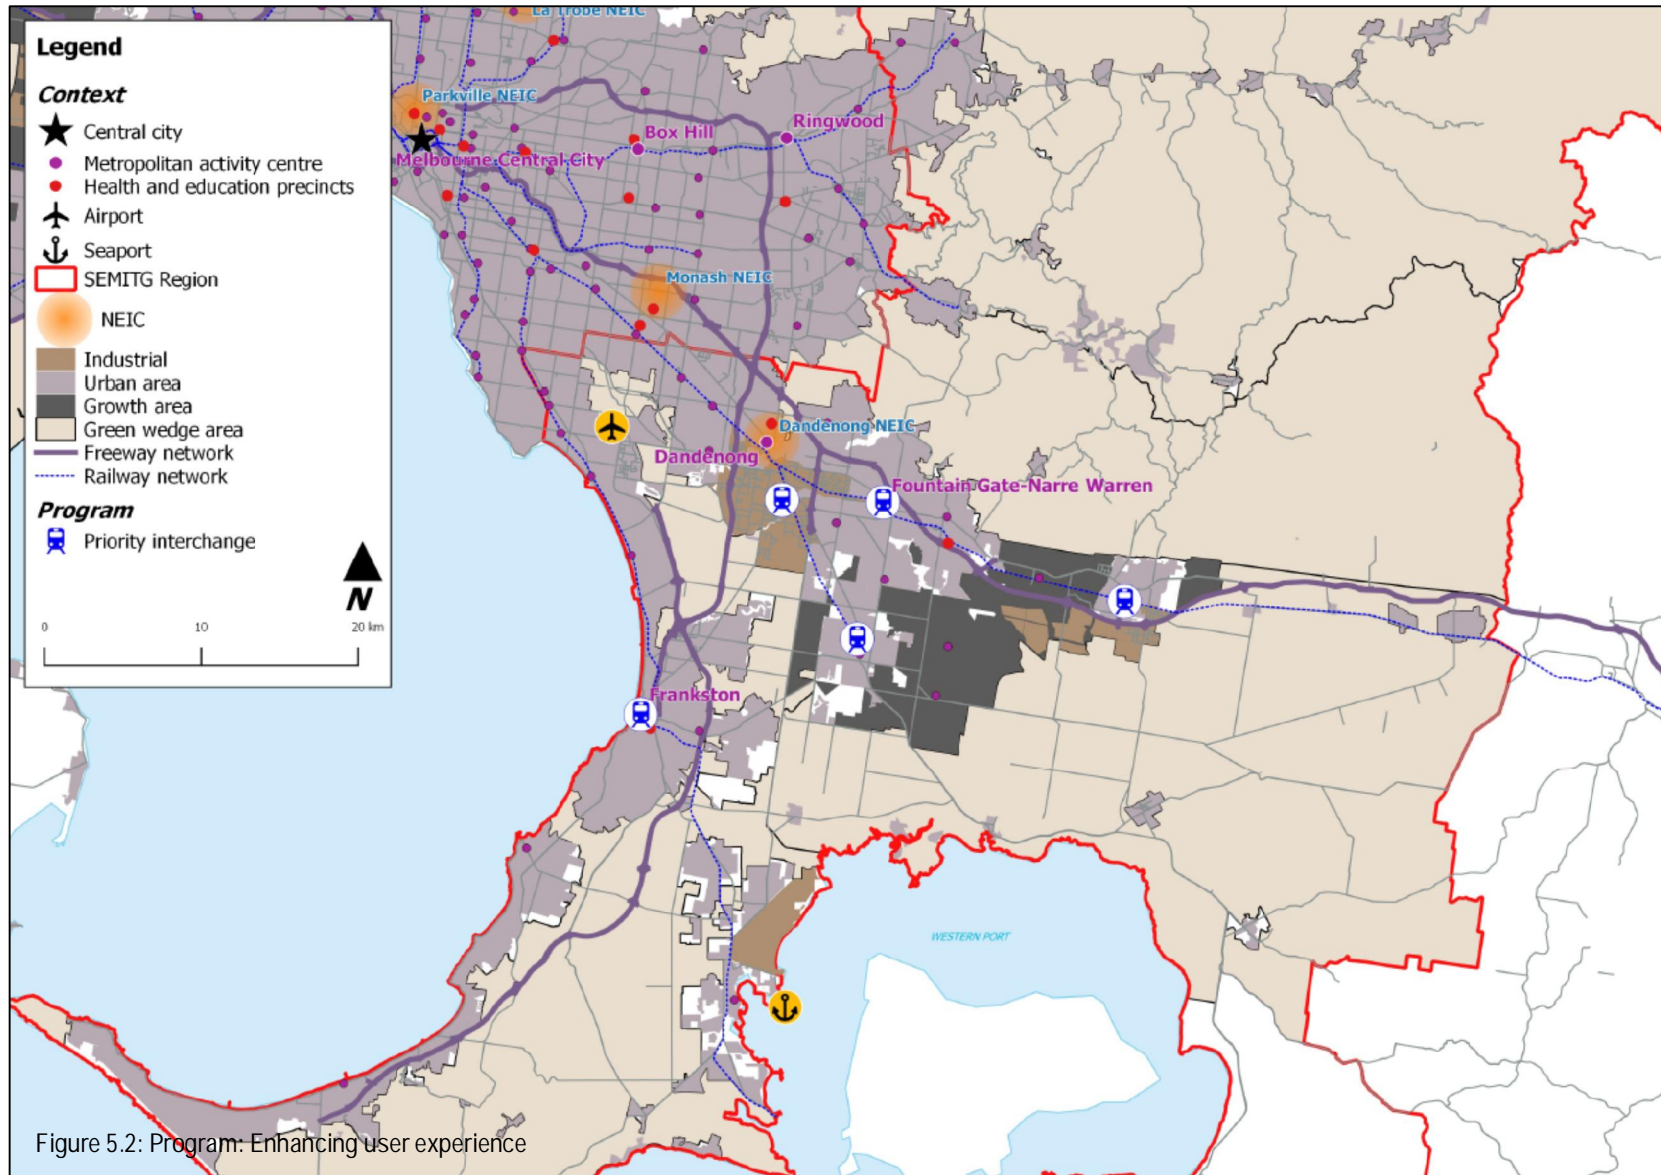 Legend
Context
Central city
Metropolitan activity centre
Health and education precincts
Airport
Seaport
SEMITG Region
NEIC
Industrial
Urban area
Growth area
Green wedge area
Freeway network
Railway network
Program
Priority interchange
N
0 10 20 km
La Trobe NEIC
Parkville NEIC
Box Hill
Ringwood
Melbourne Central City
Monash NEIC
Dandenong NEIC
Dandenong
Fountain Gate-Narre Warren
Frankston
WESTERN PORT
Figure 5.2: Program: Enhancing user experience